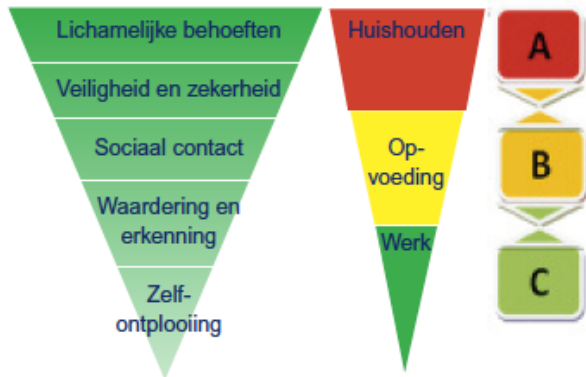 Lichamelijke behoeften
Veiligheid en zekerheid
Sociaal contact
Waardering en
erkenning
Zelf-
ontplooiing
Huishouden
Op-
voeding
Werk
A
B
C